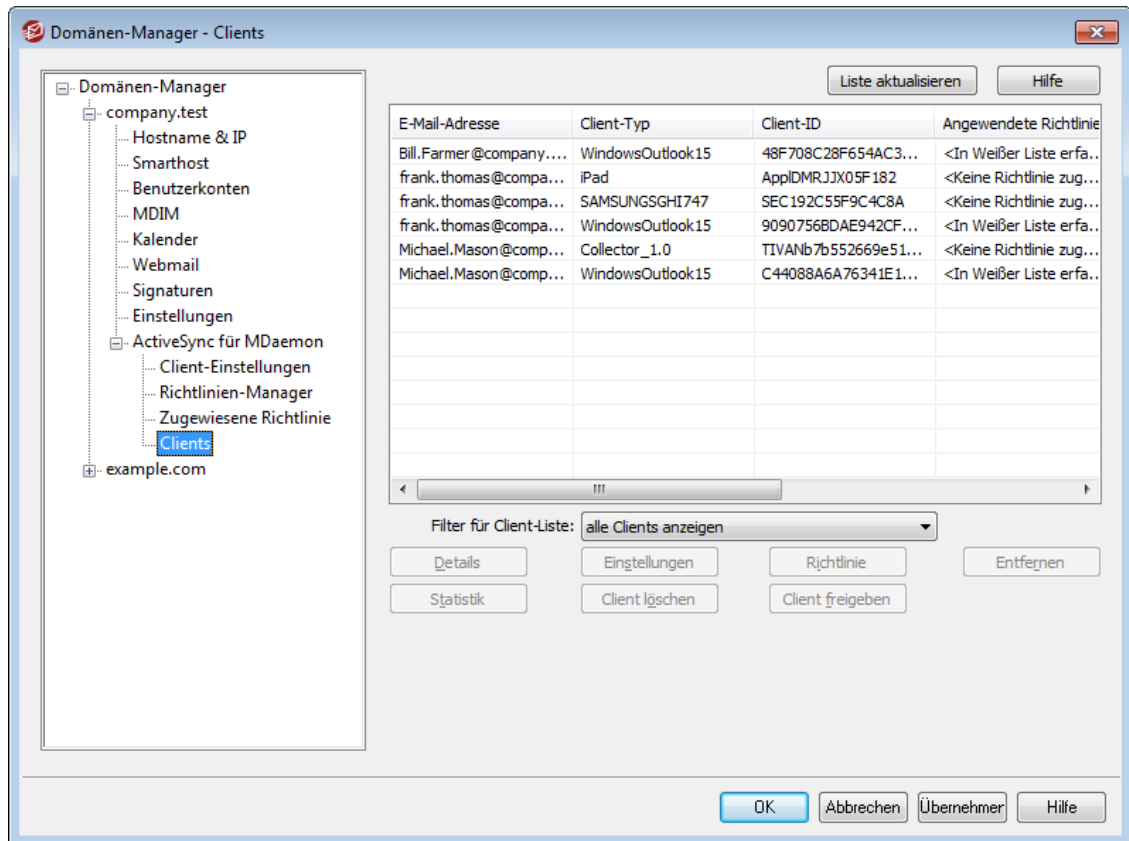 Domänen-Manager - Clients
Liste aktualisieren
Hilfe
Domänen-Manager
company.test
Hostname & IP
Smarthost
Benutzerkonten
MDIM
Kalender
Webmail
Signaturen
Einstellungen
ActiveSync für MDaemon
Client-Einstellungen
Richtlinien-Manager
Zugewiesene Richtlinie
Clients
example.com
E-Mail-Adresse Client-Typ Client-ID Angewendete Richtlinie
Bill.Farmer@company.... WindowsOutlook15 48F708C28F654AC3... <In Weißer Liste erfa...
frank.thomas@compa... iPad ApplDMRJJX05F182 <Keine Richtlinie zug...
frank.thomas@compa... SAMSUNGSGHI747 SEC192C55F9C4C8A <Keine Richtlinie zug...
frank.thomas@compa... WindowsOutlook15 9090756BDAE942CF... <In Weißer Liste erfa...
Michael.Mason@comp... Collector_1.0 TIVANb7b552669e51... <Keine Richtlinie zug...
Michael.Mason@comp... WindowsOutlook15 C44088A6A76341E1... <In Weißer Liste erfa...
Filter für Client-Liste: alle Clients anzeigen
Details Einstellungen Richtlinie Entfernen
Statistik Client löschen Client freigeben
OK Abbrechen Übernehmer Hilfe